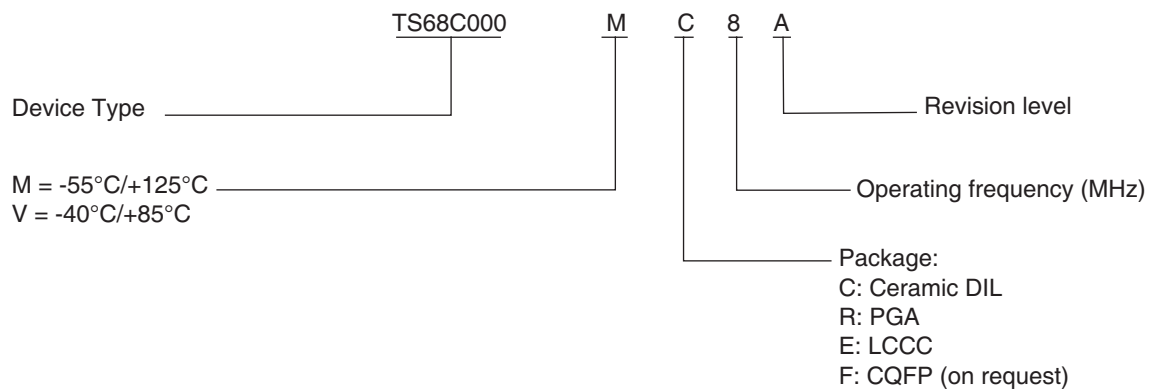 TS68C000 M C 8 A
Device Type
Revision level
M = -55°C/+125°C
V = -40°C/+85°C
Operating frequency (MHz)
Package:
C: Ceramic DIL
R: PGA
E: LCCC
F: CQFP (on request)